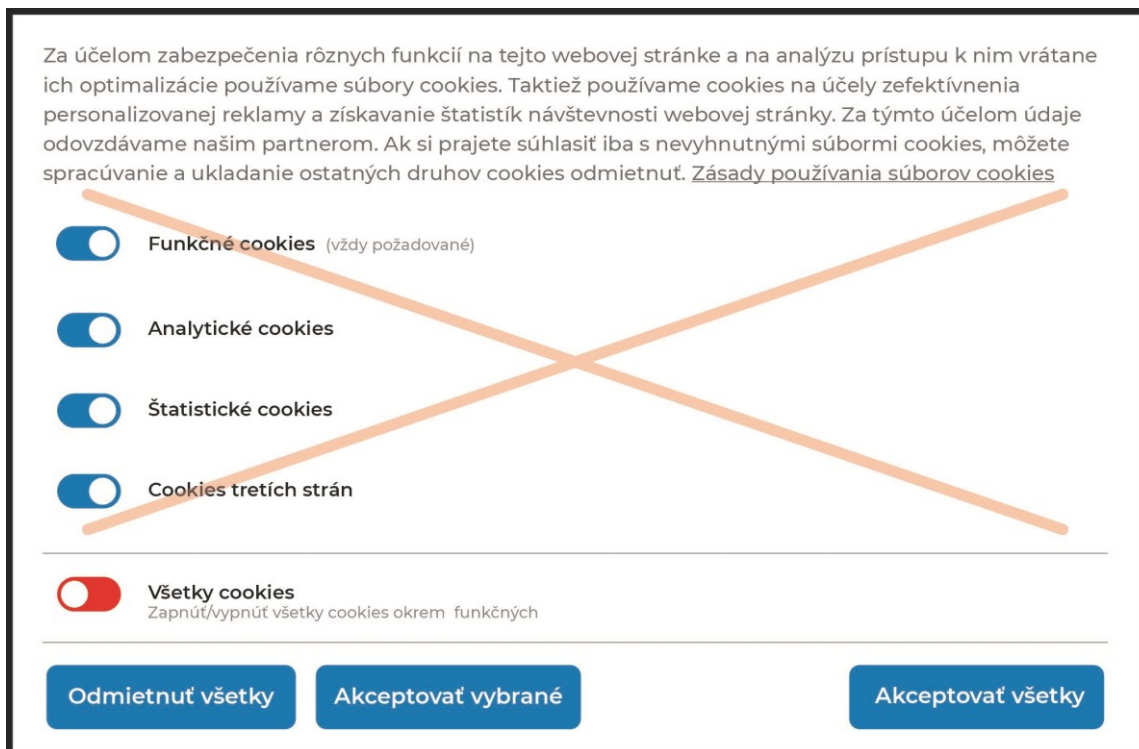 Za účelom zabezpečenia rôznych funkcií na tejto webovej stránke a na analýzu prístupu k nim vrátane
ich optimalizácie používame súbory cookies. Taktiež používame cookies na účely zefektívnenia
personalizovanej reklamy a získavanie štatistík návštevnosti webovej stránky. Za týmto účelom údaje
odovzdávame našim partnerom. Ak si prajete súhlasiť iba s nevyhnutnými súbormi cookies, môžete
spracúvanie a ukladanie ostatných druhov cookies odmietnuť. Zásady používania súborov cookies
Funkčné cookies (vždy požadované)
Analytické cookies
Štatistické cookies
Cookies tretích strán
Všetky cookies
Zapnúť/vypnúť všetky cookies okrem funkčných
Odmietnuť všetky Akceptovať vybrané Akceptovať všetky